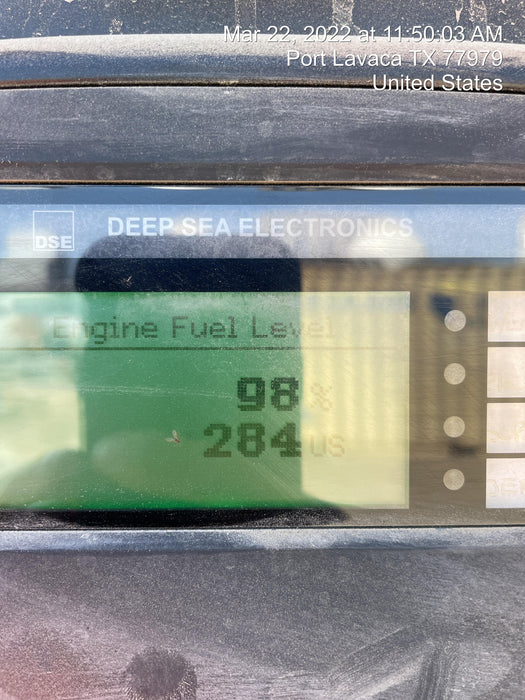 Mar 22, 2022 at 11:50:03 AM
Port Lavaca TX 77979
United States
DSE
DEEP SEA ELECTRONICS
Engine Fuel Level
98 %
284 US